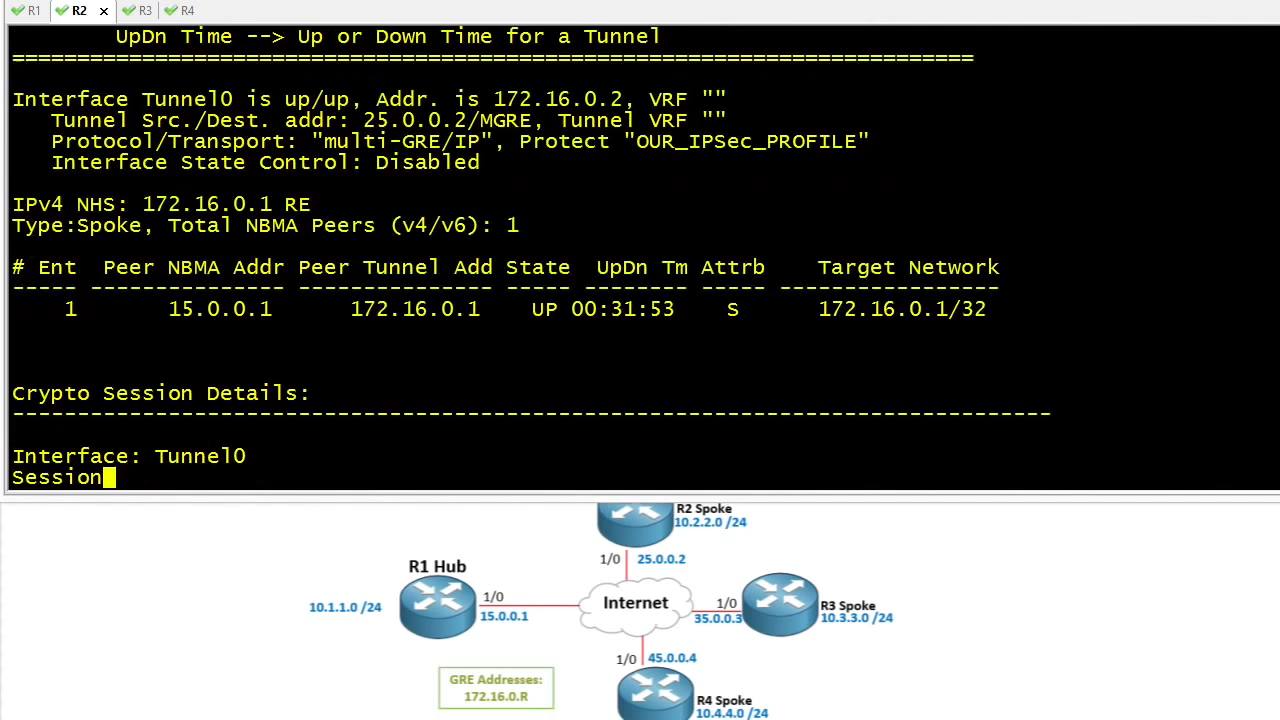 R1 R2 × R3 R4
UpDn Time --> Up or Down Time for a Tunnel
==========================================================================
Interface Tunnel0 is up/up, Addr. is 172.16.0.2, VRF ""
Tunnel Src./Dest. addr: 25.0.0.2/MGRE, Tunnel VRF ""
Protocol/Transport: "multi-GRE/IP", Protect "OUR_IPSec_PROFILE"
Interface State Control: Disabled
IPv4 NHS: 172.16.0.1 RE
Type:Spoke, Total NBMA Peers (v4/v6): 1
# Ent  Peer NBMA Addr Peer Tunnel Add State  UpDn Tm Attrb    Target Network
----- --------------- --------------- ----- -------- ----- -----------------
1        15.0.0.1      172.16.0.1    UP 00:31:53    S      172.16.0.1/32
Crypto Session Details:
--------------------------------------------------------------------------------
Interface: Tunnel0
Session
R2 Spoke
10.2.2.0 /24
1/0 25.0.0.2
R1 Hub
10.1.1.0 /24
1/0
15.0.0.1
Internet
1/0
35.0.0.3
R3 Spoke
10.3.3.0 /24
1/0 45.0.0.4
GRE Addresses:
172.16.0.R
R4 Spoke
10.4.4.0 /24